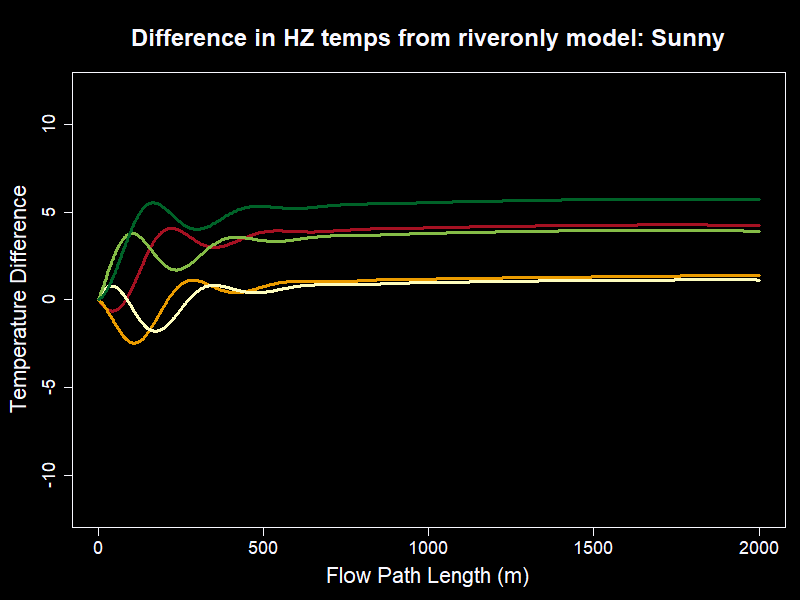 Difference in HZ temps from riveronly model: Sunny
Temperature Difference
10
5
0
-5
-10
0 500 1000 1500 2000
Flow Path Length (m)